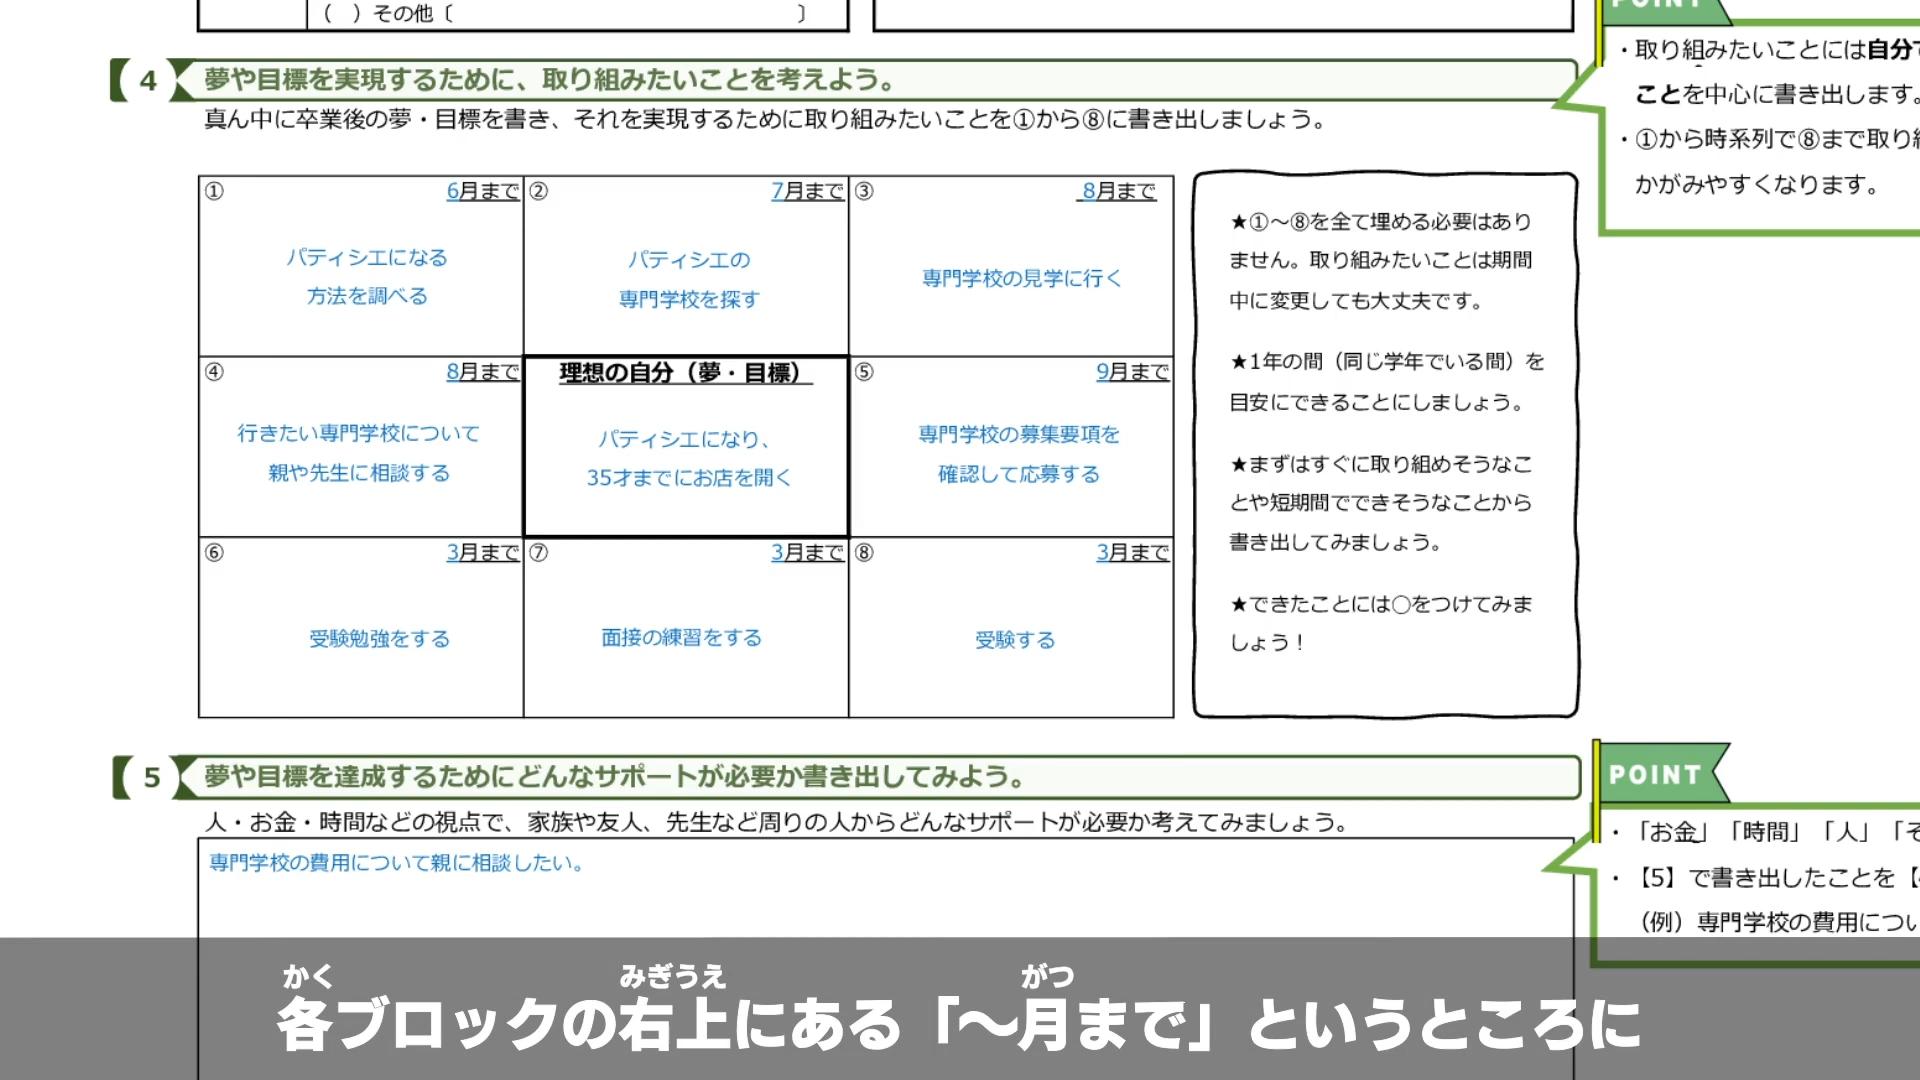 ( )その他〔 〕
4 夢や目標を実現するために、取り組みたいことを考えよう。
真ん中に卒業後の夢・目標を書き、それを実現するために取り組みたいことを①から⑧に書き出しましょう。
① 6月まで
パティシエになる
方法を調べる
② 7月まで
パティシエの
専門学校を探す
③ 8月まで
専門学校の見学に行く
④ 8月まで
行きたい専門学校について
親や先生に相談する
理想の自分（夢・目標）
パティシエになり、
35才までにお店を開く
⑤ 9月まで
専門学校の募集要項を
確認して応募する
⑥ 3月まで
受験勉強をする
⑦ 3月まで
面接の練習をする
⑧ 3月まで
受験する
★①～⑧を全て埋める必要はあり
ません。取り組みたいことは期間
中に変更しても大丈夫です。
★1年の間（同じ学年でいる間）を
目安にできることにしましょう。
★まずはすぐに取り組めそうなこ
とや短期間でできそうなことから
書き出してみましょう。
★できたことには○をつけてみま
しょう！
POINT
・取り組みたいことには自分で
ことを中心に書き出します。
・①から時系列で⑧まで取り
かがみやすくなります。
5 夢や目標を達成するためにどんなサポートが必要か書き出してみよう。
人・お金・時間などの視点で、家族や友人、先生など周りの人からどんなサポートが必要か考えてみましょう。
専門学校の費用について親に相談したい。
POINT
・「お金」「時間」「人」「そ
・【5】で書き出したことを【
（例）専門学校の費用につい
かく みぎうえ がつ
各ブロックの右上にある「～月まで」というところに